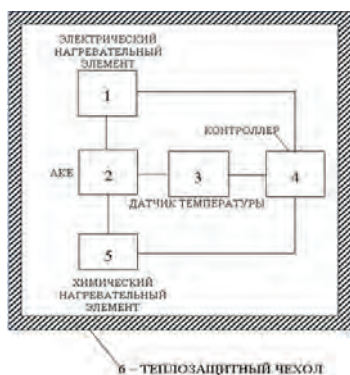 ЭЛЕКТРИЧЕСКИЙ
НАГРЕВАТЕЛЬНЫЙ
ЭЛЕМЕНТ
1
КОНТРОЛЛЕР
АКБ
2
3
4
ДАТЧИК ТЕМПЕРАТУРЫ
5
ХИМИЧЕСКИЙ
НАГРЕВАТЕЛЬНЫЙ
ЭЛЕМЕНТ
6 – ТЕПЛОЗАЩИТНЫЙ ЧЕХОЛ